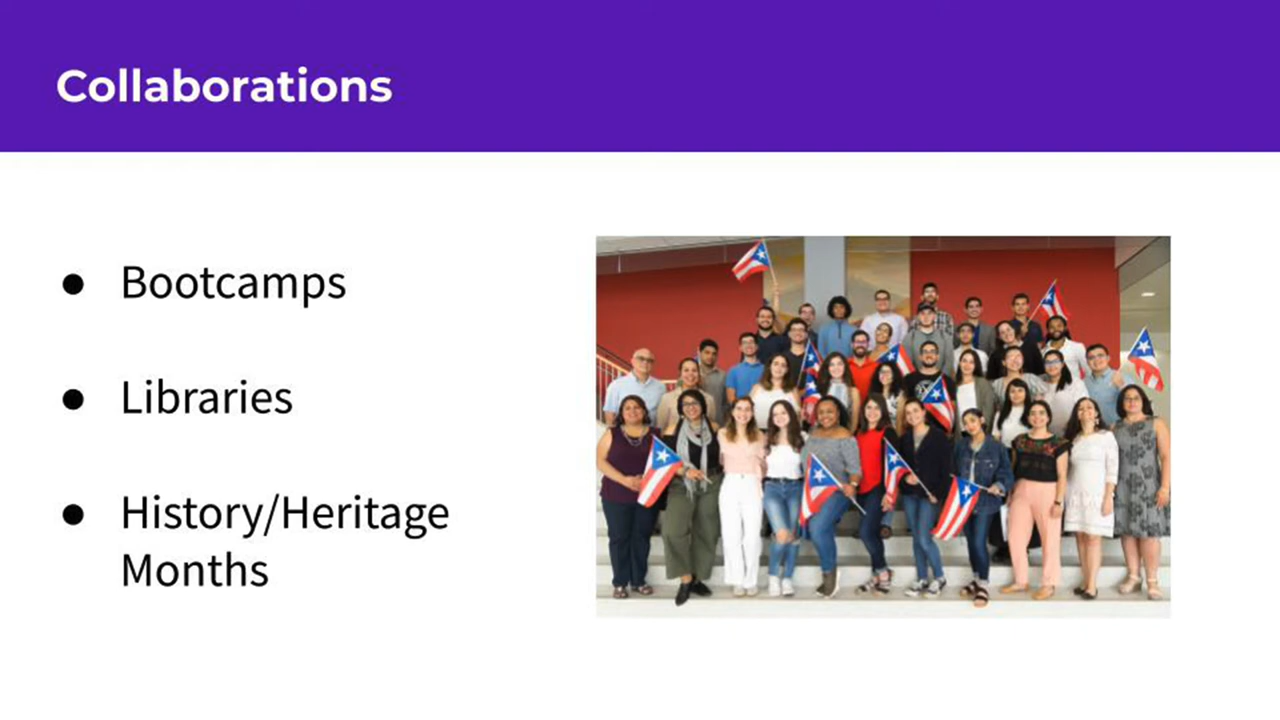 Collaborations
● Bootcamps
● Libraries
● History/Heritage
Months